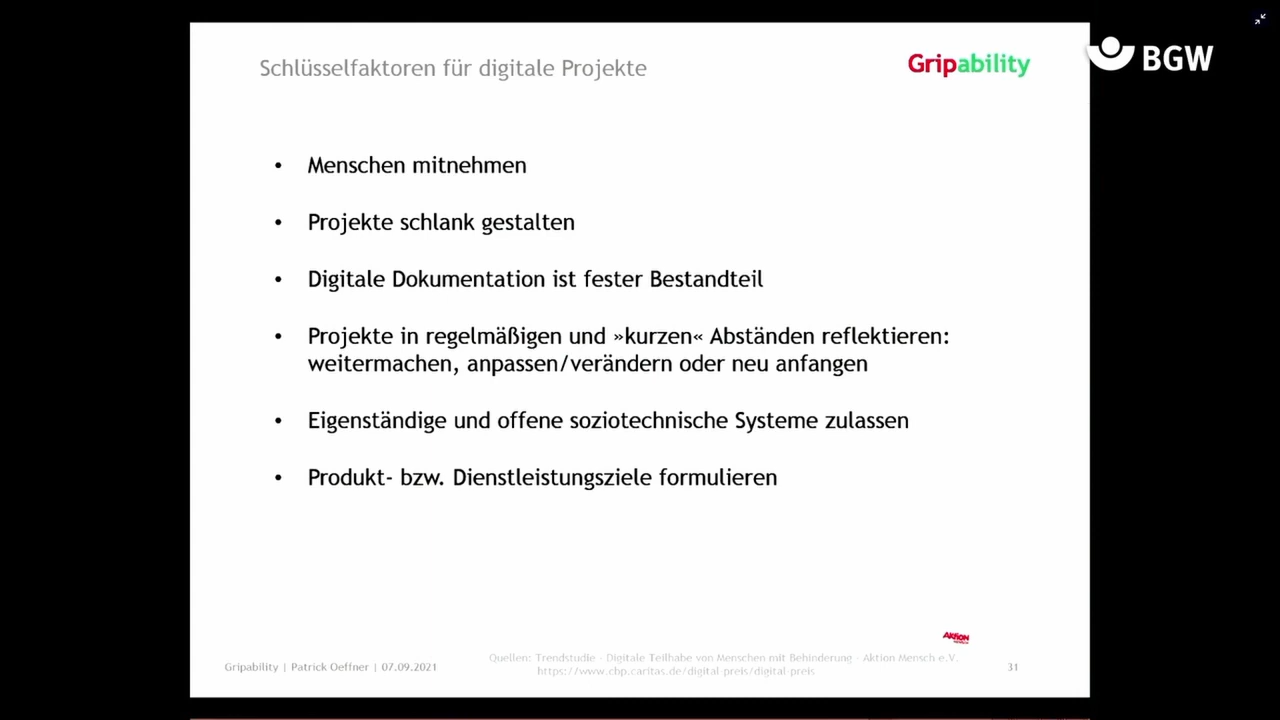 Schlüsselfaktoren für digitale Projekte
Gripability
BGW
• Menschen mitnehmen
• Projekte schlank gestalten
• Digitale Dokumentation ist fester Bestandteil
• Projekte in regelmäßigen und »kurzen« Abständen reflektieren:
weitermachen, anpassen/verändern oder neu anfangen
• Eigenständige und offene soziotechnische Systeme zulassen
• Produkt- bzw. Dienstleistungsziele formulieren
AKTION
MENSCH
Gripability | Patrick Oeffner | 07.09.2021
Quellen: Trendstudie - Digitale Teilhabe von Menschen mit Behinderung - Aktion Mensch e.V.
https://www.cbp.caritas.de/digital-preis/digital-preis
31